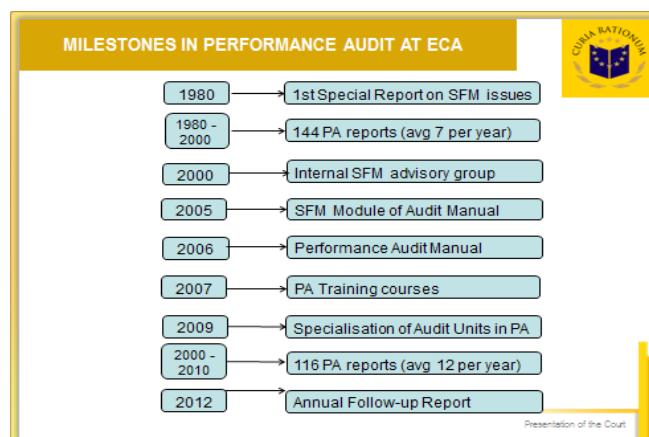 MILESTONES IN PERFORMANCE AUDIT AT ECA
CURIA RATIONUM
1980
1st Special Report on SFM issues
1980 -
2000
144 PA reports (avg 7 per year)
2000
Internal SFM advisory group
2005
SFM Module of Audit Manual
2006
Performance Audit Manual
2007
PA Training courses
2009
Specialisation of Audit Units in PA
2000 -
2010
116 PA reports (avg 12 per year)
2012
Annual Follow-up Report
Presentation of the Court